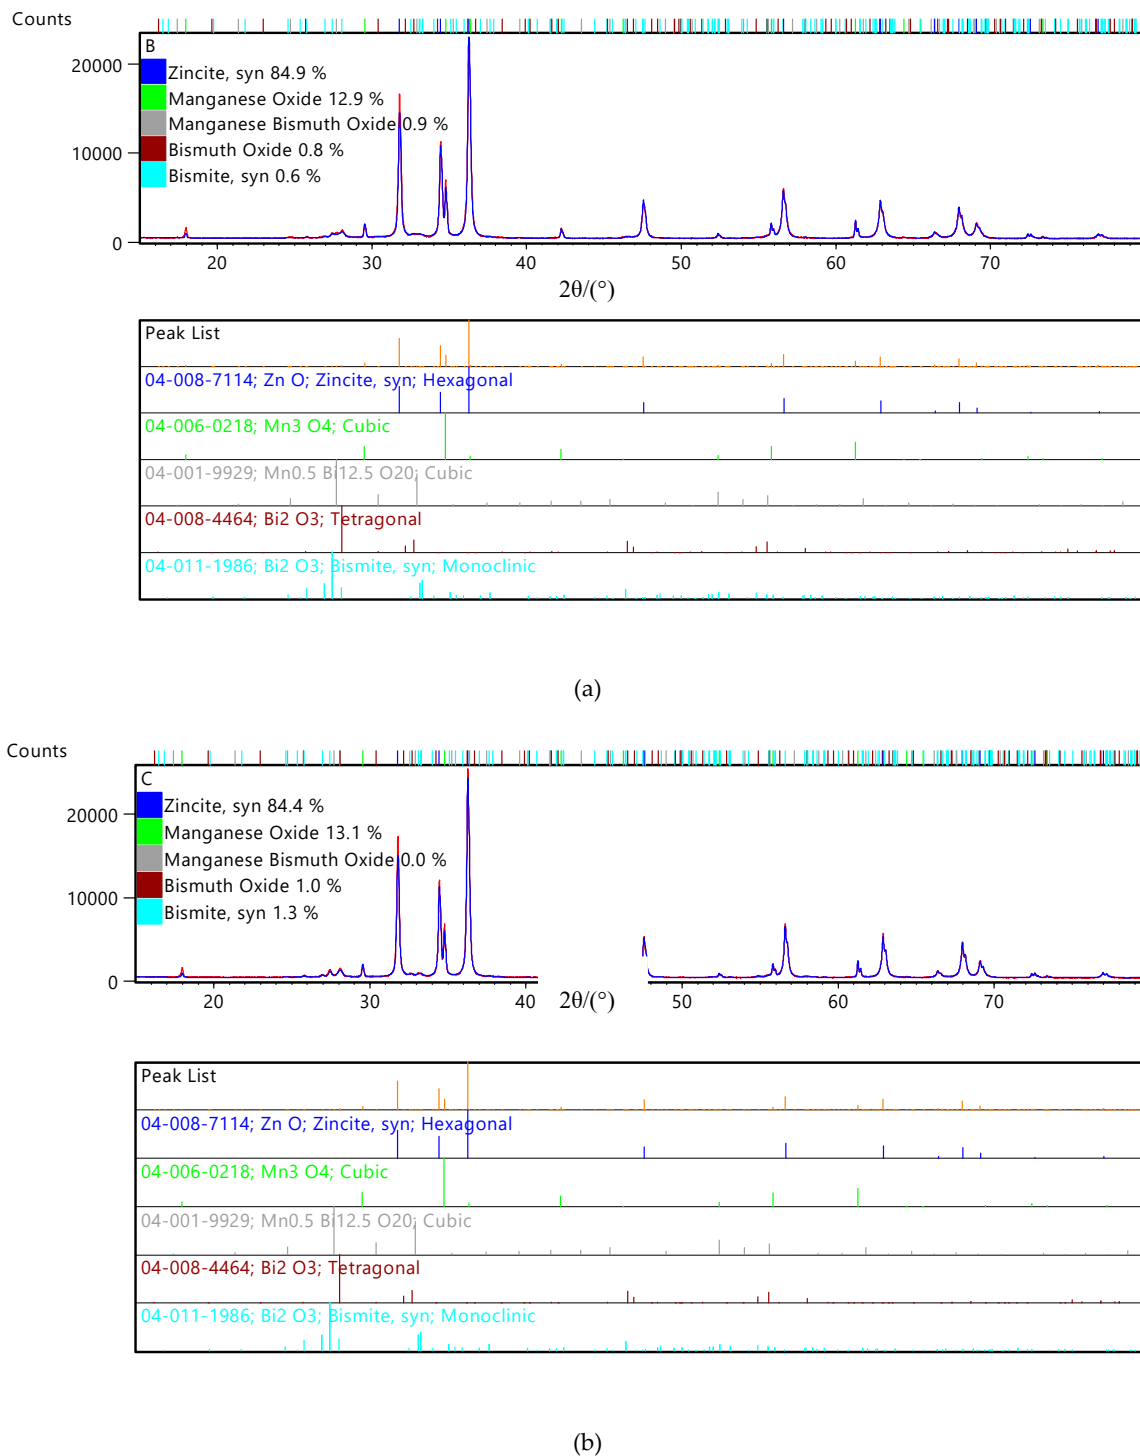 Counts
B
20000
10000
0
Zincite, syn 84.9 %
Manganese Oxide 12.9 %
Manganese Bismuth Oxide 0.9 %
Bismuth Oxide 0.8 %
Bismite, syn 0.6 %
20 30 40 50 60 70
2θ/(°)
Peak List
04-008-7114; Zn O; Zincite, syn; Hexagonal
04-006-0218; Mn3 O4; Cubic
04-001-9929; Mn0.5 Bi12.5 O20; Cubic
04-008-4464; Bi2 O3; Tetragonal
04-011-1986; Bi2 O3; Bismite, syn; Monoclinic
(a)
Counts
C
20000
10000
0
Zincite, syn 84.4 %
Manganese Oxide 13.1 %
Manganese Bismuth Oxide 0.0 %
Bismuth Oxide 1.0 %
Bismite, syn 1.3 %
20 30 40 2θ/(°) 50 60 70
Peak List
04-008-7114; Zn O; Zincite, syn; Hexagonal
04-006-0218; Mn3 O4; Cubic
04-001-9929; Mn0.5 Bi12.5 O20; Cubic
04-008-4464; Bi2 O3; Tetragonal
04-011-1986; Bi2 O3; Bismite, syn; Monoclinic
(b)